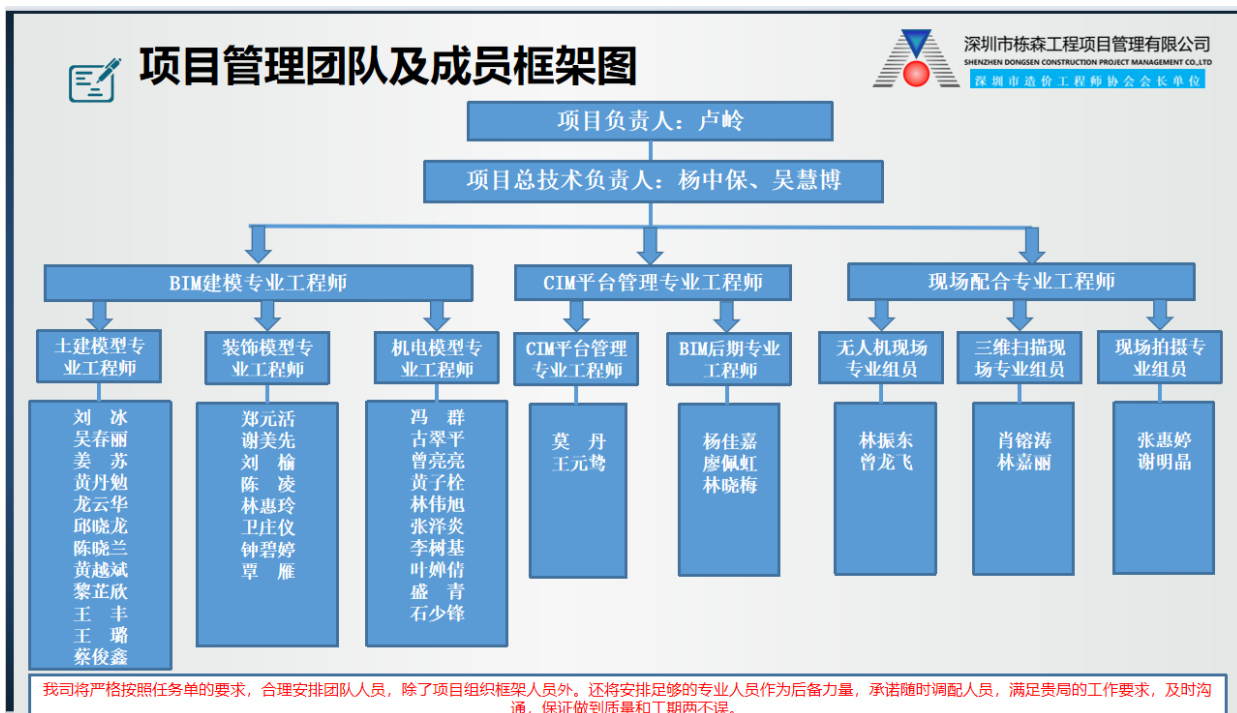 项目管理团队及成员框架图
深圳市栋森工程项目管理有限公司
SHENZHEN DONGSEN CONSTRUCTION PROJECT MANAGEMENT CO.,LTD
深圳市造价工程师协会会长单位
项目负责人：卢岭
项目总技术负责人：杨中保、吴慧博
BIM建模专业工程师
CIM平台管理专业工程师
现场配合专业工程师
土建模型专
业工程师
装饰模型专
业工程师
机电模型专
业工程师
CIM平台管理
专业工程师
BIM后期专业
工程师
无人机现场
专业组员
三维扫描现
场专业组员
现场拍摄专
业组员
刘 冰
吴春丽
姜 苏
黄丹勉
龙云华
邱晓龙
陈晓兰
黄越斌
黎芷欣
王 丰
王 璐
蔡俊鑫
郑元活
谢美先
刘 榆
陈 凌
林惠玲
卫庄仪
钟碧婷
覃 雁
冯 群
古翠平
曾亮亮
黄子栓
林伟旭
张泽炎
李树基
叶婵倩
盛 青
石少锋
莫 丹
王元鸷
杨佳嘉
廖佩虹
林晓梅
林振东
曾龙飞
肖镕涛
林嘉丽
张惠婷
谢明晶
我司将严格按照任务单的要求，合理安排团队人员，除了项目组织框架人员外。还将安排足够的专业人员作为后备力量，承诺随时调配人员，满足贵局的工作要求，及时沟
通，保证做到质量和工期两不误。